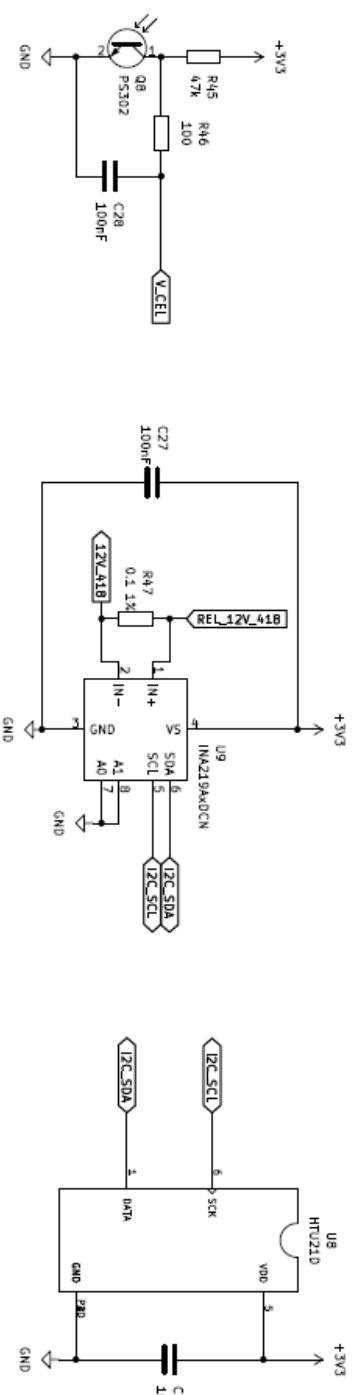 +3V3
R45
47k
R46
100
1
2
Q8
PS302
C28
100nF
GND
V_CEL
+3V3
C27
100nF
REL_12V_418
R47
0.1 1%
12V_418
1
IN+
2
IN-
VS
4
U9
INA219AxDCN
GND
3
SDA
6
SCL
5
A1
8
A0
7
I2C_SDA
I2C_SCL
GND
GND
I2C_SCL
I2C_SDA
6
SCK
1
DATA
U8
HTU21D
VDD
5
GND
+3V3
C
1
GND